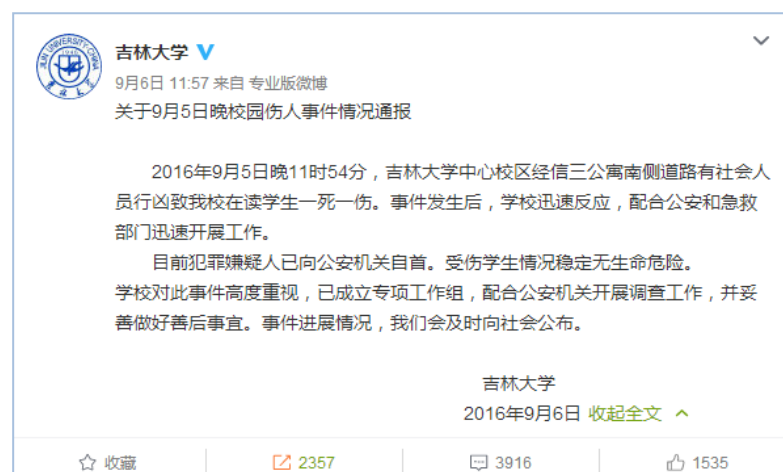 吉林大学
9月6日 11:57 来自 专业版微博
关于9月5日晚校园伤人事件情况通报
2016年9月5日晚11时54分，吉林大学中心校区经信三公寓南侧道路有社会人
员行凶致我校在读学生一死一伤。事件发生后，学校迅速反应，配合公安和急救
部门迅速开展工作。
目前犯罪嫌疑人已向公安机关自首。受伤学生情况稳定无生命危险。
学校对此事件高度重视，已成立专项工作组，配合公安机关开展调查工作，并妥
善做好善后事宜。事件进展情况，我们会及时向社会公布。
吉林大学
2016年9月6日 收起全文
收藏 2357 3916 1535